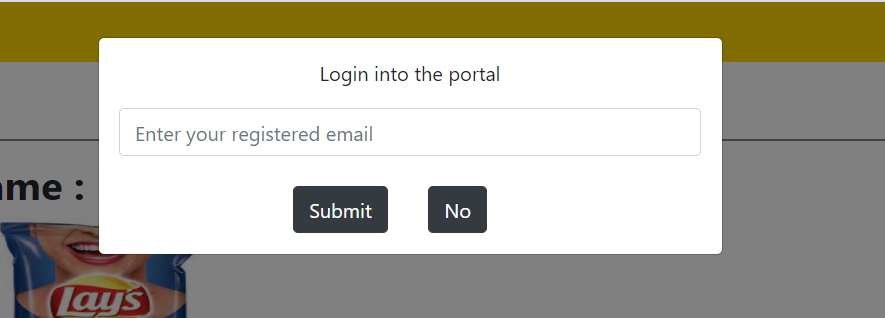 Login into the portal
Enter your registered email
ame :
Submit No
Lay's